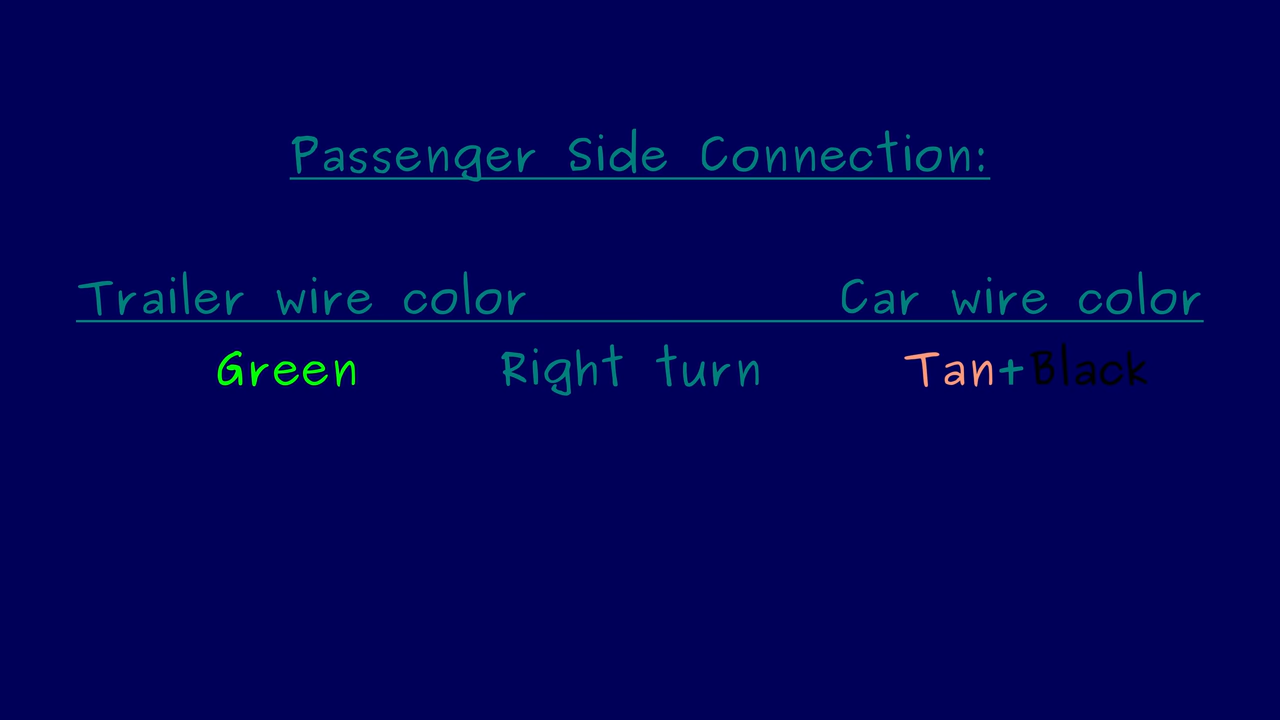 Passenger Side Connection:
Trailer wire color Car wire color
Green Right turn Tan+Black